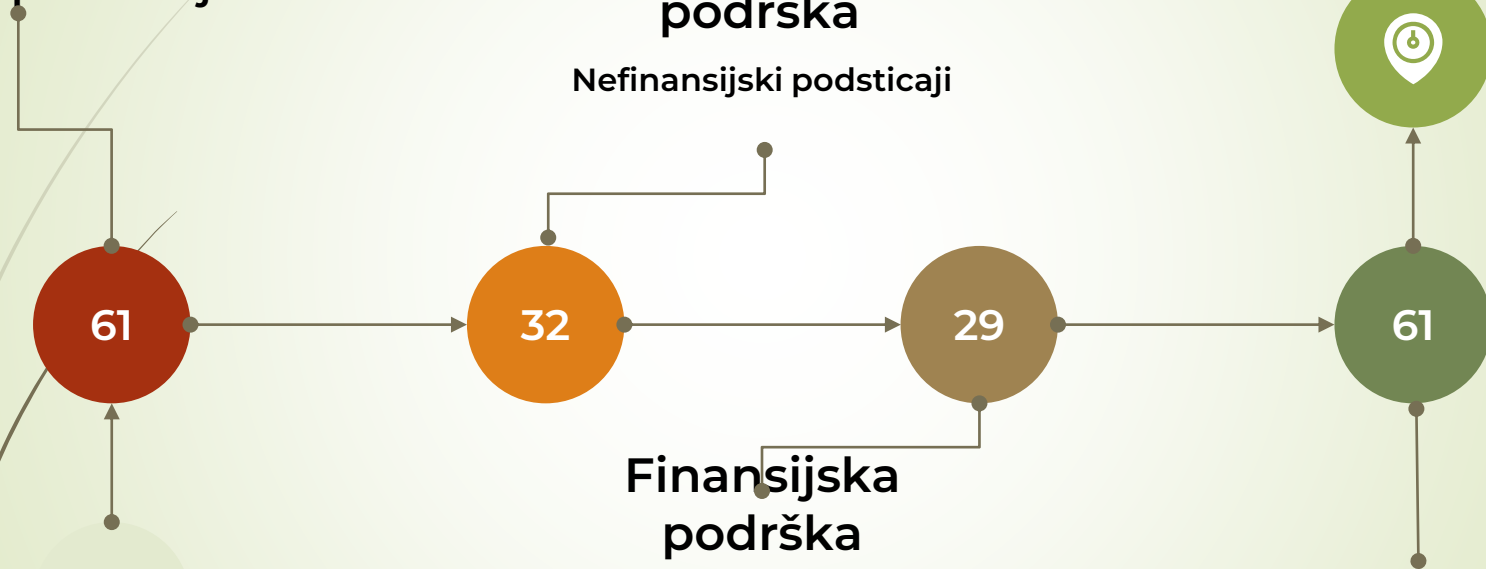 podrška
Nefinansijski podsticaji
61
32
29
61
Finansijska
podrška